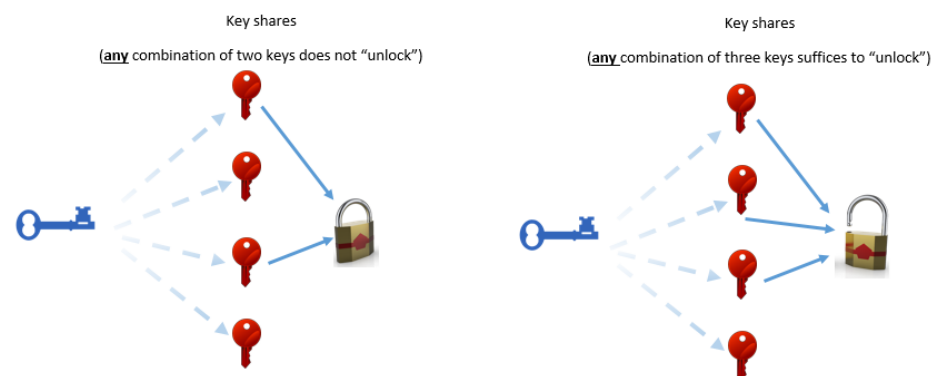 Key shares
(any combination of two keys does not “unlock”)
Key shares
(any combination of three keys suffices to “unlock”)